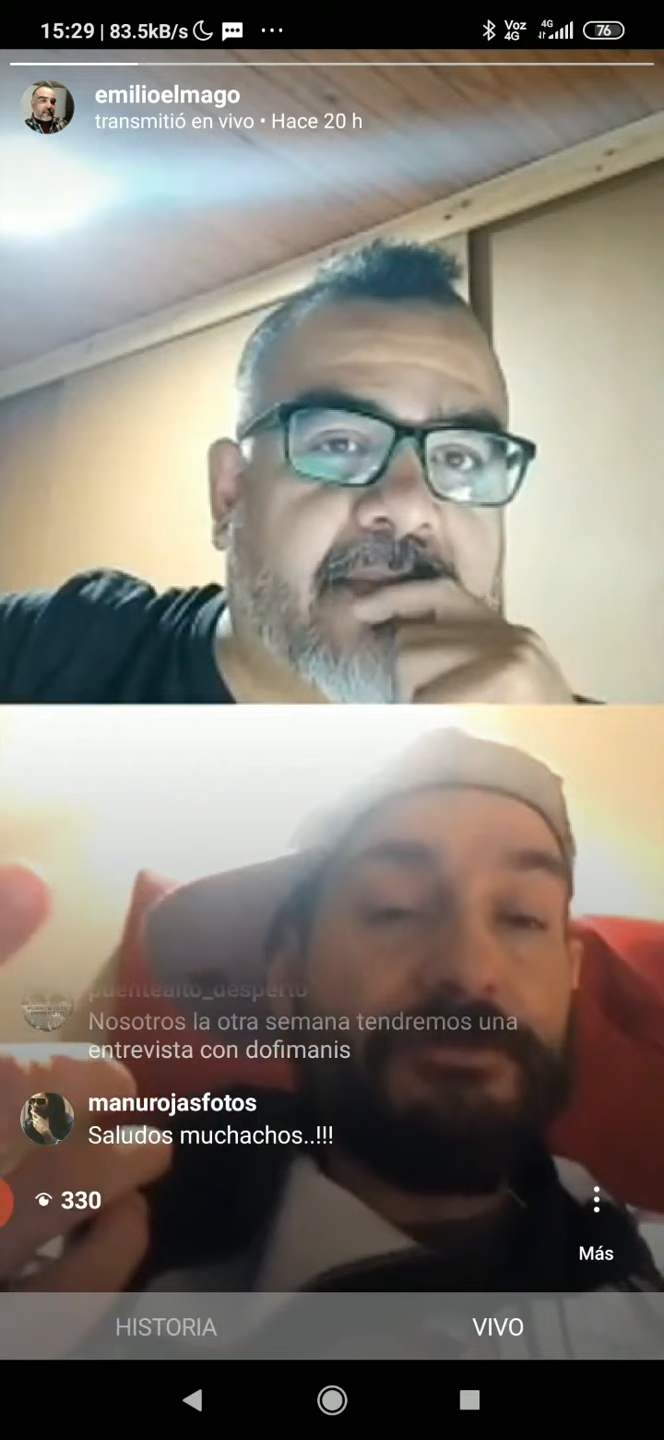 15:29 | 83.5kB/s
Voz 4G
4G
76
emilioelmago
transmitió en vivo • Hace 20 h
puentealto_desperto
Nosotros la otra semana tendremos una
entrevista con dofimanis
manurojasfotos
Saludos muchachos..!!!
330
Más
HISTORIA
VIVO